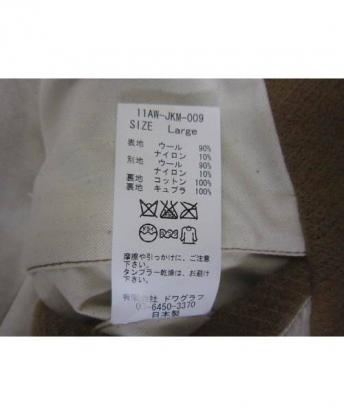 11AW-JKM-009
SIZE Large
表地 ウール 90%
ナイロン 10%
別地 ウール 90%
ナイロン 10%
裏地 コットン 100%
裏地 キュプラ 100%
摩擦や引っかけに、ご注意
下さい。
タンブラー乾燥は、お避け
下さい。
有限会社 ドワグラフ
03-6450-3370
日本製